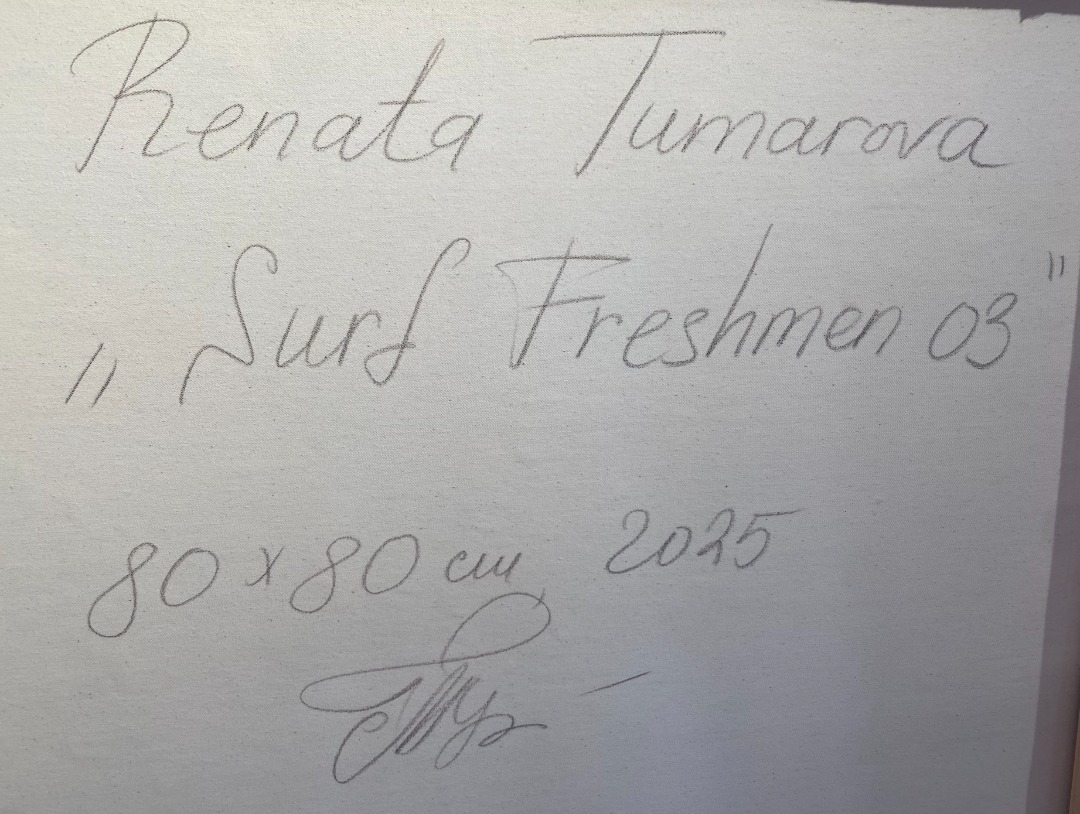 Renata Tumarova
„Surf Freshmen 03"
80 x 80 cm 2025